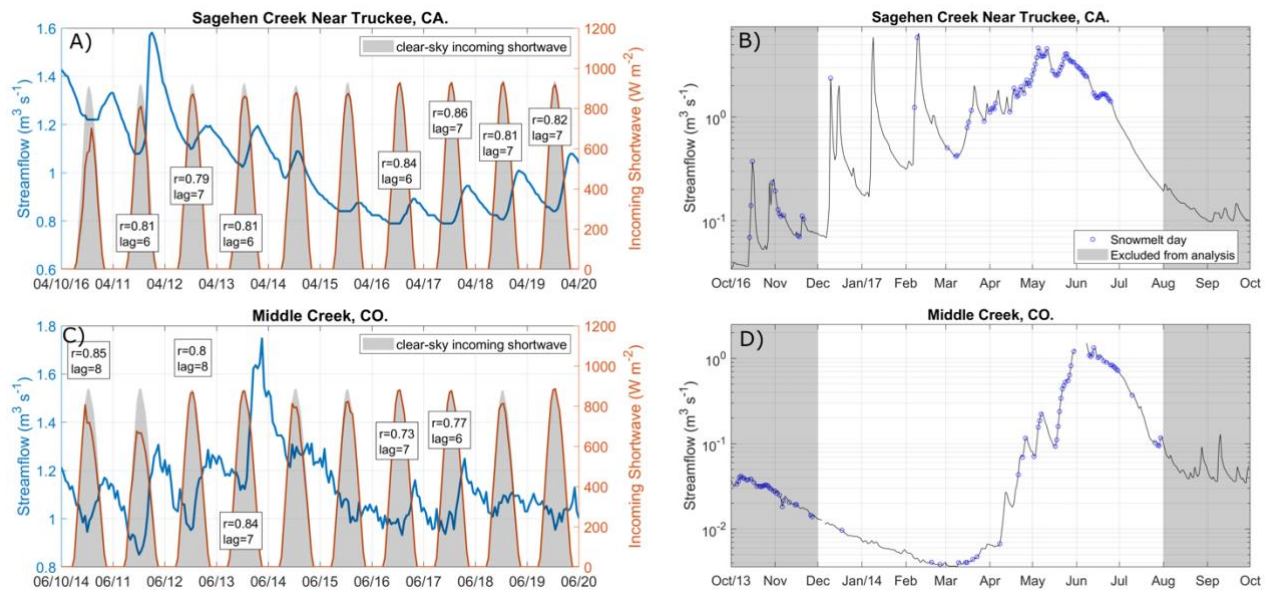 Sagehen Creek Near Truckee, CA.
A)
clear-sky incoming shortwave
Streamflow (m³ s⁻¹)
1.6
1.4
1.2
1
0.8
0.6
Incoming Shortwave (W m⁻²)
1200
1000
800
600
400
200
0
r=0.81
lag=6
r=0.79
lag=7
r=0.81
lag=6
r=0.84
lag=6
r=0.86
lag=7
r=0.81
lag=7
r=0.82
lag=7
04/10/16 04/11 04/12 04/13 04/14 04/15 04/16 04/17 04/18 04/19 04/20
Sagehen Creek Near Truckee, CA.
B)
Streamflow (m³ s⁻¹)
10⁰
10⁻¹
Snowmelt day
Excluded from analysis
Oct/16 Nov Dec Jan/17 Feb Mar Apr May Jun Jul Aug Sep Oct
Middle Creek, CO.
C)
clear-sky incoming shortwave
Streamflow (m³ s⁻¹)
1.8
1.6
1.4
1.2
1
0.8
Incoming Shortwave (W m⁻²)
1200
1000
800
600
400
200
0
r=0.85
lag=8
r=0.8
lag=8
r=0.84
lag=7
r=0.73
lag=7
r=0.77
lag=6
06/10/14 06/11 06/12 06/13 06/14 06/15 06/16 06/17 06/18 06/19 06/20
Middle Creek, CO.
D)
Streamflow (m³ s⁻¹)
10⁰
10⁻¹
10⁻²
Oct/13 Nov Dec Jan/14 Feb Mar Apr May Jun Jul Aug Sep Oct